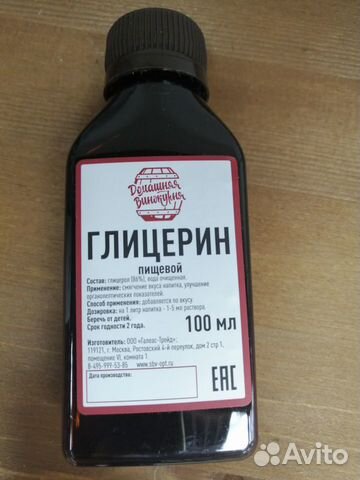 Домашняя
Винокурня
ГЛИЦЕРИН
пищевой
Состав: глицерол (86%), вода очищенная.
Применение: смягчение вкуса напитка, улучшение
органолептических показателей.
Способ применения: добавляется по вкусу.
Дозировка: на 1 литр напитка - 1-5 мл раствора.
Беречь от детей.
Срок годности 2 года.
100 мл
Изготовитель: ООО «Галеас-Трейд»;
119121, г. Москва, Ростовский 4-й переулок, дом 2 стр 1,
помещение VI, комната 1
8-495-999-53-85 www.sbv-opt.ru
Дата производства:
EAC
Avito